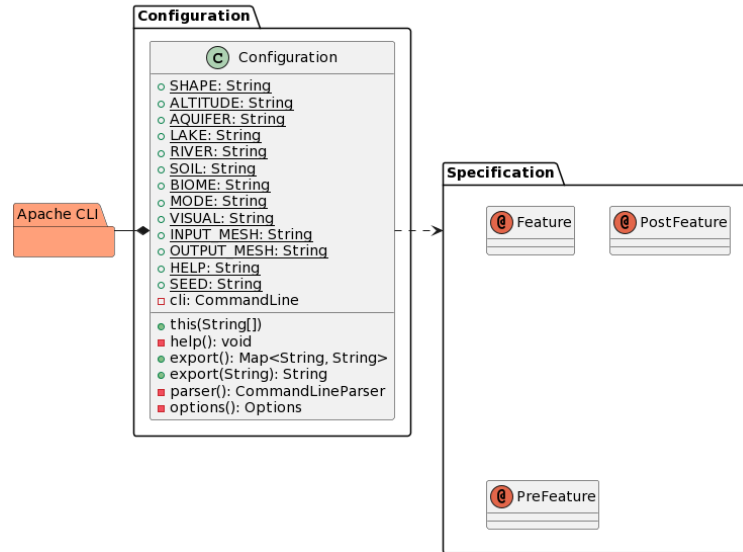 Configuration
C Configuration
SHAPE: String
ALTITUDE: String
AQUIFER: String
LAKE: String
RIVER: String
SOIL: String
BIOME: String
MODE: String
VISUAL: String
INPUT_MESH: String
OUTPUT_MESH: String
HELP: String
SEED: String
cli: CommandLine
this(String[])
help(): void
export(): Map<String, String>
export(String): String
parser(): CommandLineParser
options(): Options
Apache CLI
Specification
@ Feature
@ PostFeature
@ PreFeature